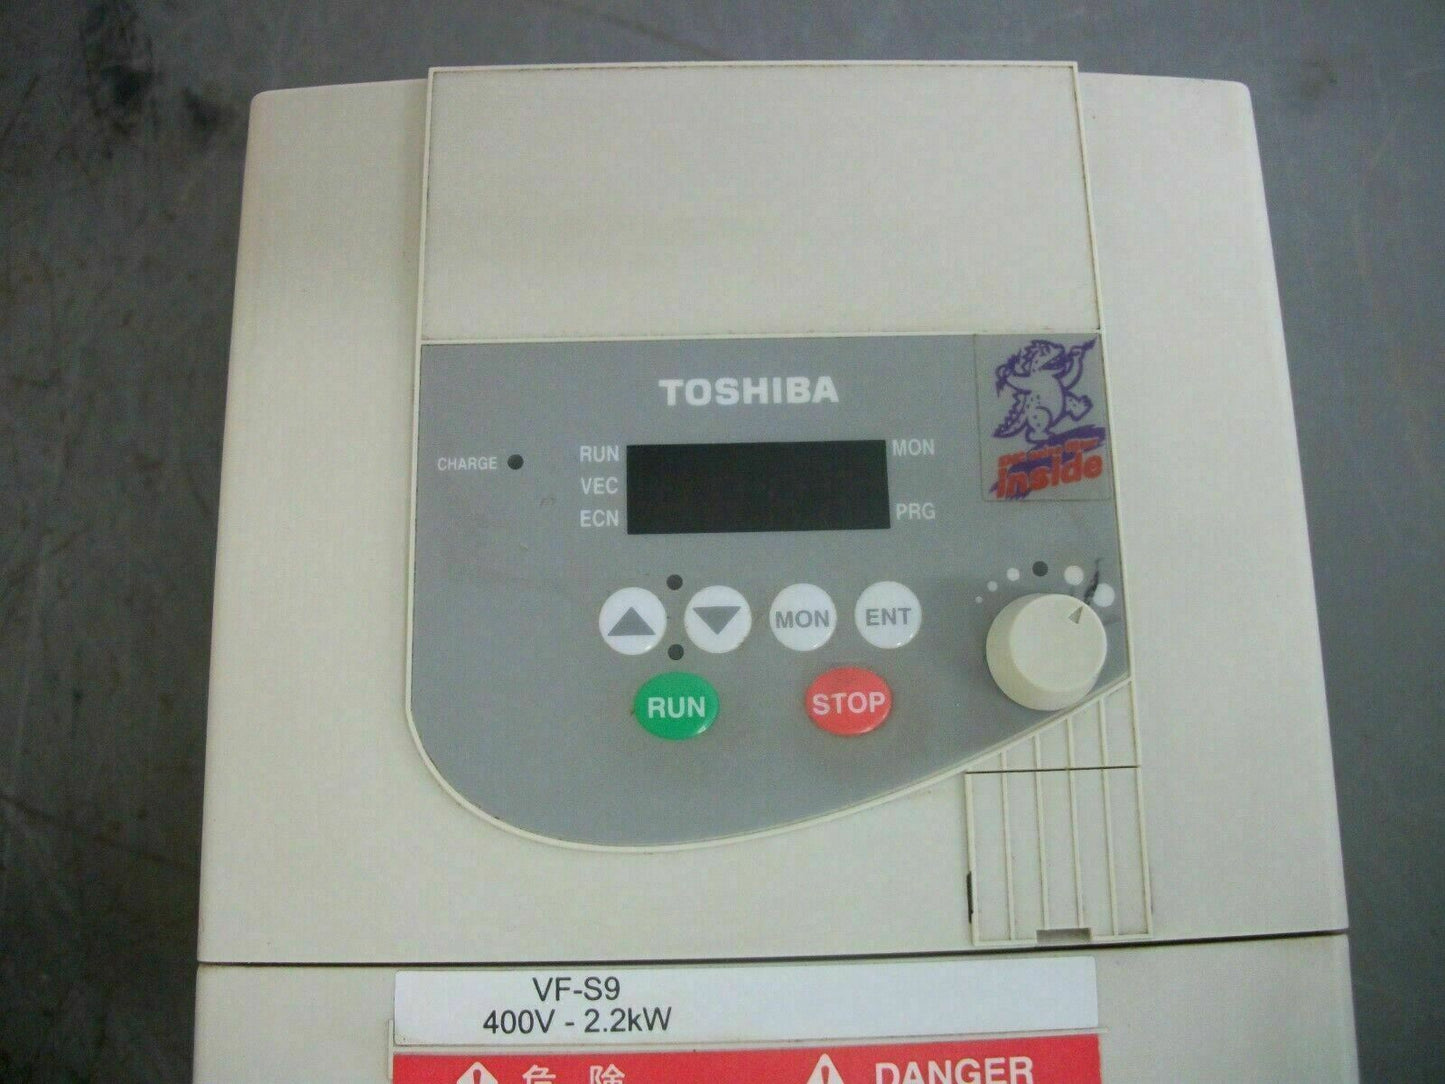 TOSHIBA
CHARGE
RUN
MON
VEC
ECN
PRG
MON
ENT
RUN
STOP
inside
VF-S9
400V - 2.2kW
危 険
DANGER